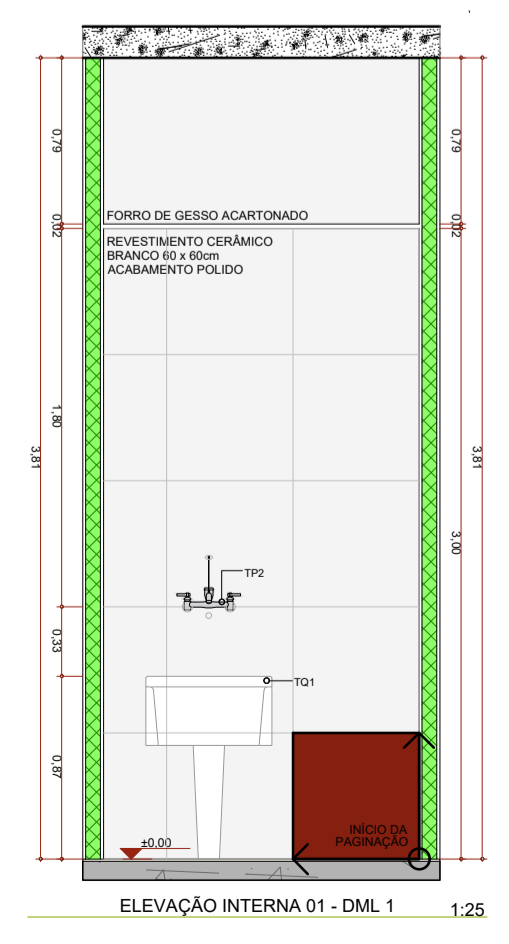 0,79
0,79
0,02
0,02
FORRO DE GESSO ACARTONADO
REVESTIMENTO CERÂMICO
BRANCO 60 x 60cm
ACABAMENTO POLIDO
1,80
3,81
3,81
3,00
TP2
0,33
TQ1
0,87
INÍCIO DA
PAGINAÇÃO
±0,00
ELEVAÇÃO INTERNA 01 - DML 1
1:25